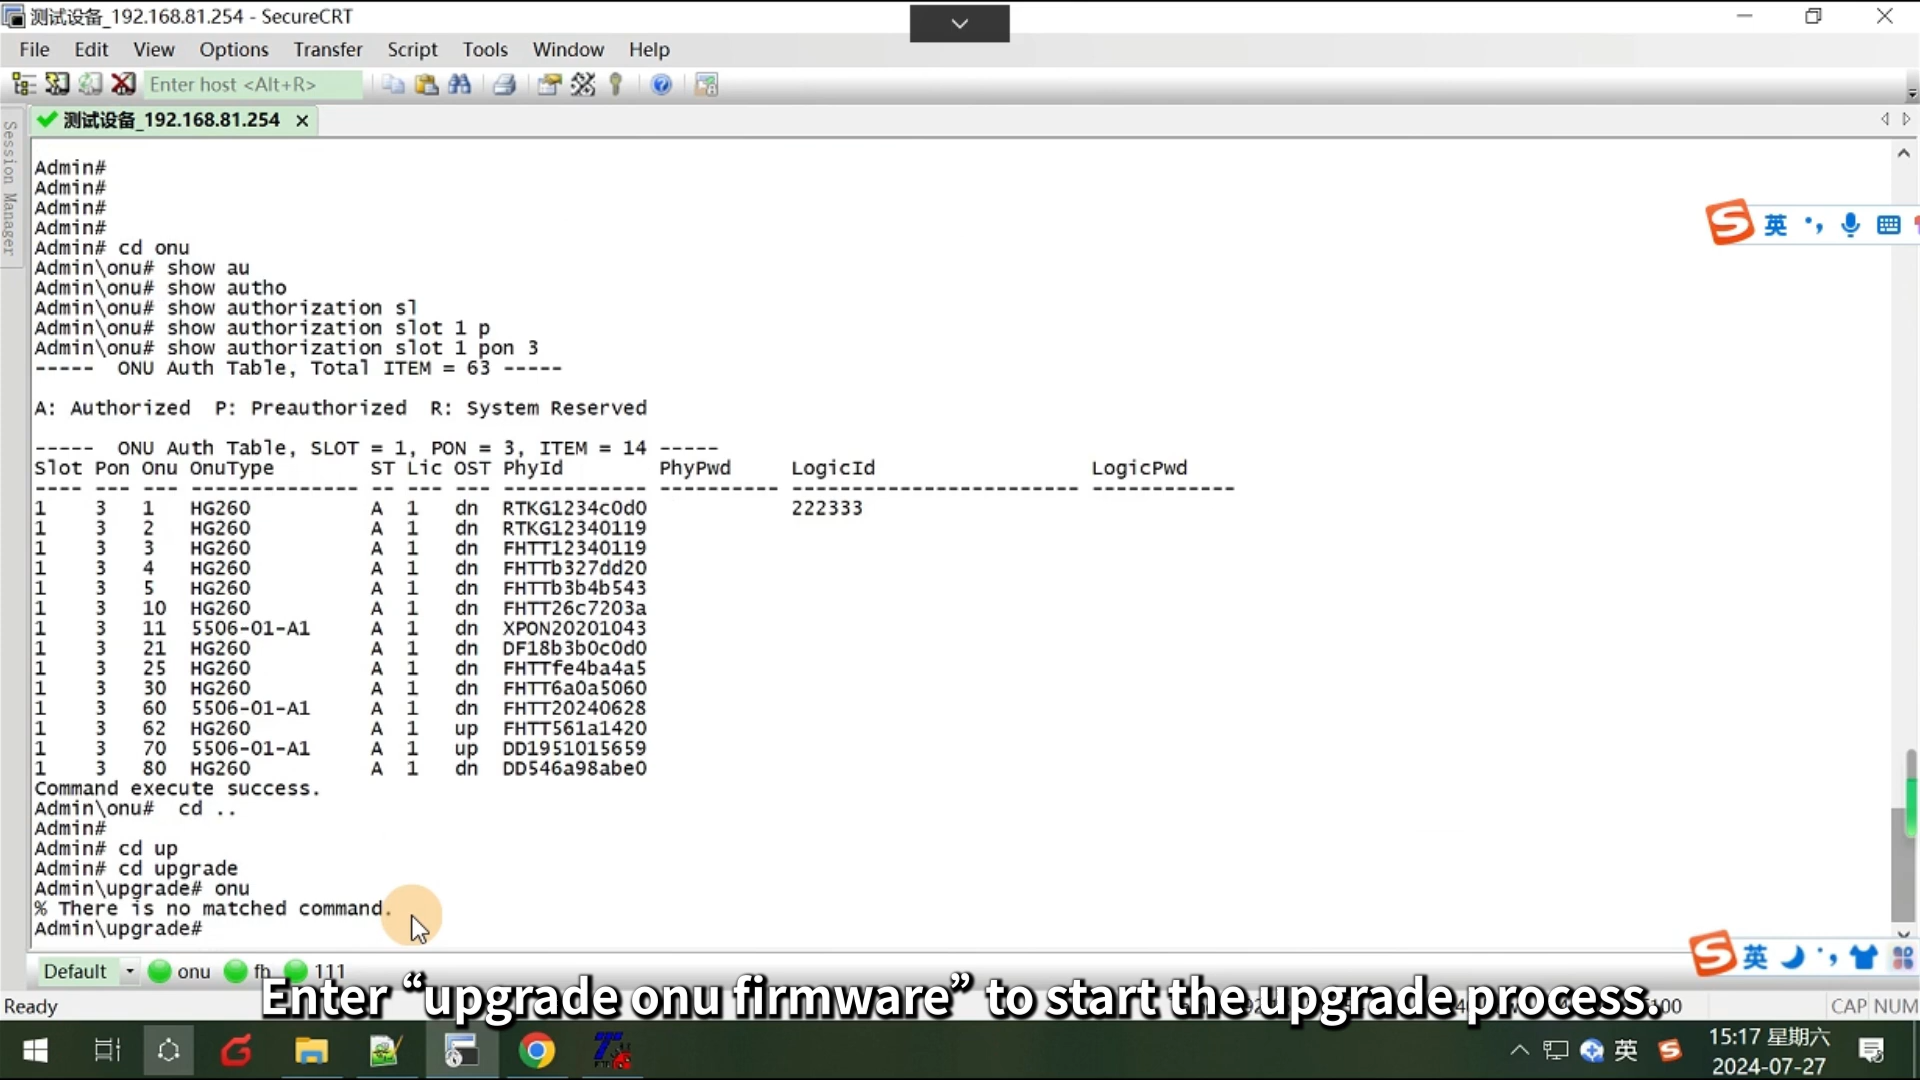 测试设备_192.168.81.254 - SecureCRT
File Edit View Options Transfer Script Tools Window Help
Enter host <Alt+R>
测试设备_192.168.81.254
Session Manager
Admin#
Admin#
Admin#
Admin#
Admin# cd onu
Admin\onu# show au
Admin\onu# show autho
Admin\onu# show authorization sl
Admin\onu# show authorization slot 1 p
Admin\onu# show authorization slot 1 pon 3
----- ONU Auth Table, Total ITEM = 63 -----
A: Authorized P: Preauthorized R: System Reserved
----- ONU Auth Table, SLOT = 1, PON = 3, ITEM = 14 -----
Slot Pon Onu OnuType ST Lic OST PhyId PhyPwd LogicId LogicPwd
---- --- --- -------------- -- --- --- ------------ ---------- ------------------------ ------------
1 3 1 HG260 A 1 dn RTKG1234c0d0 222333
1 3 2 HG260 A 1 dn RTKG12340119
1 3 3 HG260 A 1 dn FHTT12340119
1 3 4 HG260 A 1 dn FHTTb327dd20
1 3 5 HG260 A 1 dn FHTTb3b4b543
1 3 10 HG260 A 1 dn FHTT26c7203a
1 3 11 5506-01-A1 A 1 dn XPON20201043
1 3 21 HG260 A 1 dn DF18b3b0c0d0
1 3 25 HG260 A 1 dn FHTTfe4ba4a5
1 3 30 HG260 A 1 dn FHTT6a0a5060
1 3 60 5506-01-A1 A 1 dn FHTT20240628
1 3 62 HG260 A 1 up FHTT561a1420
1 3 70 5506-01-A1 A 1 up DD1951015659
1 3 80 HG260 A 1 dn DD546a98abe0
Command execute success.
Admin\onu# cd ..
Admin#
Admin# cd up
Admin# cd upgrade
Admin\upgrade# onu
% There is no matched command.
Admin\upgrade#
英
英
Default onu fh 111
Enter “upgrade onu firmware” to start the upgrade process.
Ready CAP NUM
英
15:17 星期六
2024-07-27